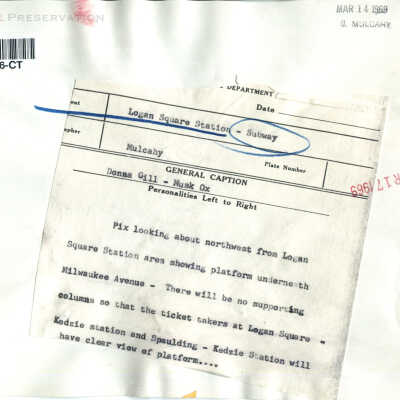 PRESERVATION
MAR 14 1969
G. MULCAHY
6-CT
DEPARTMENT
Date
Logan Square Station - Subway
Mulcahy
Plate Number
GENERAL CAPTION
Donna Gill - Musk Ox
Personalities Left to Right
Pix looking about northwest from Logan
Square Station area showing platform underneath
Milwaukee Avenue - There will be no supporting
columns so that the ticket takers at Logan Square -
Kedzie station and Spaulding - Kedzie Station will
have clear view of platform....
R 17 1969